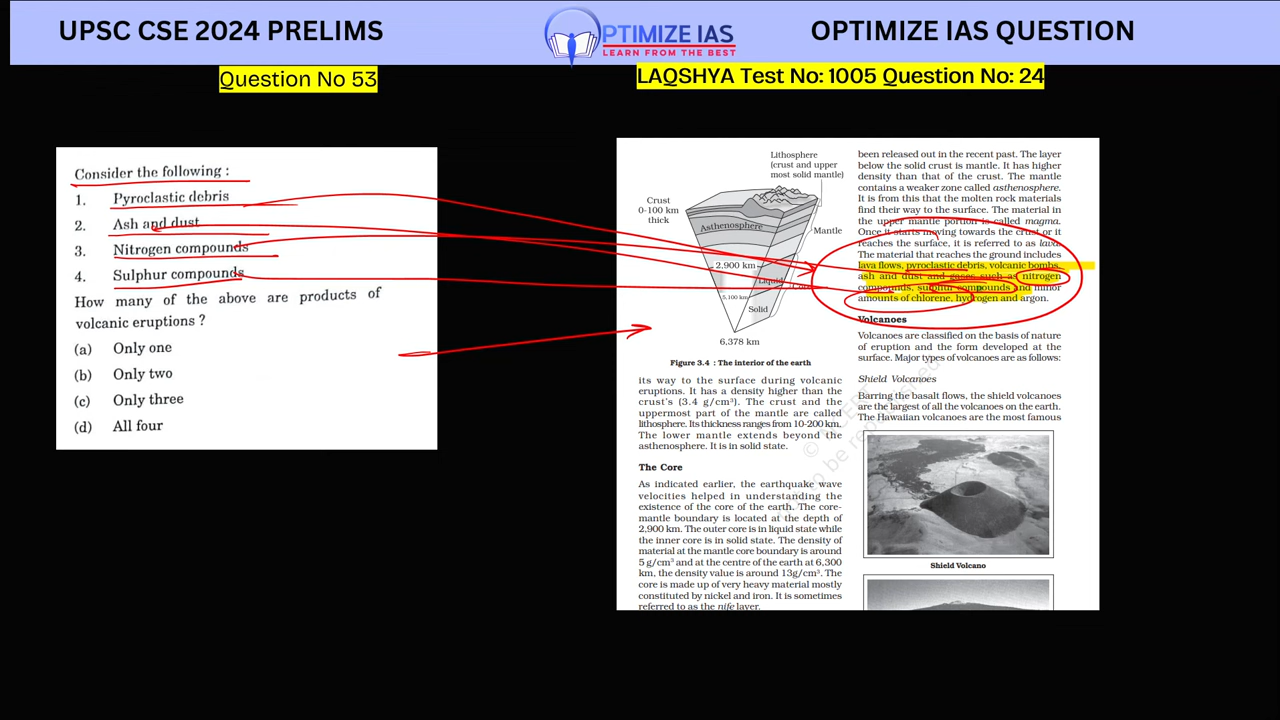 UPSC CSE 2024 PRELIMS
OPTIMIZE IAS
LEARN FROM THE BEST
OPTIMIZE IAS QUESTION
Question No 53
LAQSHYA Test No: 1005 Question No: 24
Consider the following :
1. Pyroclastic debris
2. Ash and dust
3. Nitrogen compounds
4. Sulphur compounds
How many of the above are products of
volcanic eruptions ?
(a) Only one
(b) Only two
(c) Only three
(d) All four
Lithosphere
(crust and upper
most solid mantle)
Crust
0-100 km
thick
Asthenosphere
Mantle
2,900 km
Liquid
5,100 km
Solid
6,378 km
Figure 3.4 : The interior of the earth
its way to the surface during volcanic
eruptions. It has a density higher than the
crust's (3.4 g/cm³). The crust and the
uppermost part of the mantle are called
lithosphere. Its thickness ranges from 10-200 km.
The lower mantle extends beyond the
asthenosphere. It is in solid state.
The Core
As indicated earlier, the earthquake wave
velocities helped in understanding the
existence of the core of the earth. The core-
mantle boundary is located at the depth of
2,900 km. The outer core is in liquid state while
the inner core is in solid state. The density of
material at the mantle core boundary is around
5 g/cm³ and at the centre of the earth at 6,300
km, the density value is around 13g/cm³. The
core is made up of very heavy material mostly
constituted by nickel and iron. It is sometimes
referred to as the nife layer.
been released out in the recent past. The layer
below the solid crust is mantle. It has higher
density than that of the crust. The mantle
contains a weaker zone called asthenosphere.
It is from this that the molten rock materials
find their way to the surface. The material in
the upper mantle portion is called magma.
Once it starts moving towards the crust or it
reaches the surface, it is referred to as lava.
The material that reaches the ground includes
lava flows, pyroclastic debris, volcanic bombs,
ash and dust and gases such as nitrogen
compounds, sulphur compounds and minor
amounts of chlorene, hydrogen and argon.
Volcanoes
Volcanoes are classified on the basis of nature
of eruption and the form developed at the
surface. Major types of volcanoes are as follows:
Shield Volcanoes
Barring the basalt flows, the shield volcanoes
are the largest of all the volcanoes on the earth.
The Hawaiian volcanoes are the most famous
Shield Volcano